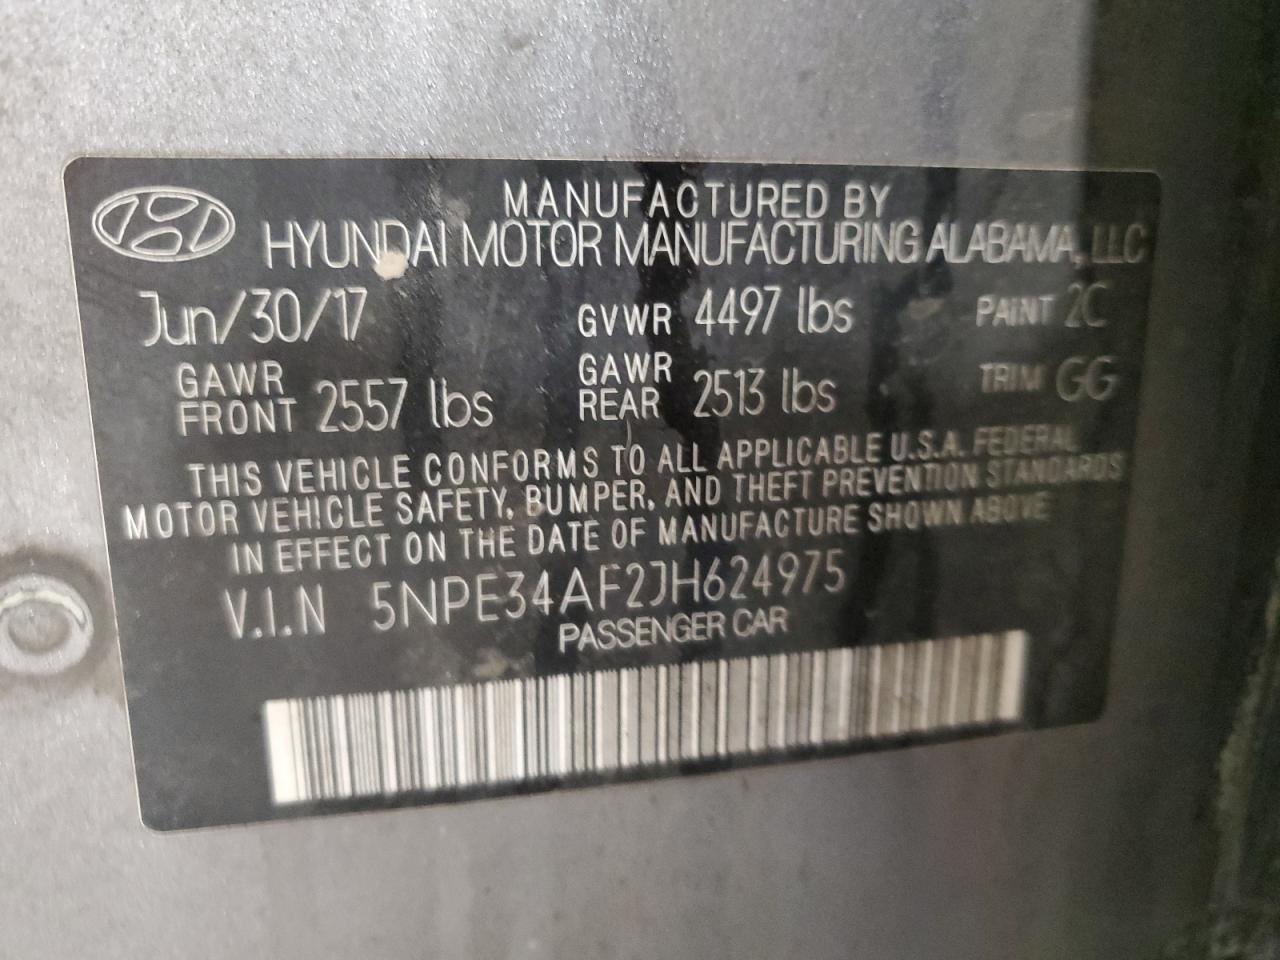 MANUFACTURED BY
HYUNDAI MOTOR MANUFACTURING ALABAMA, LLC
Jun/30/17 GVWR 4497 lbs PAINT 2C
GAWR FRONT 2557 lbs GAWR REAR 2513 lbs TRIM GG
THIS VEHICLE CONFORMS TO ALL APPLICABLE U.S.A. FEDERAL
MOTOR VEHICLE SAFETY, BUMPER, AND THEFT PREVENTION STANDARDS
IN EFFECT ON THE DATE OF MANUFACTURE SHOWN ABOVE
V.I.N 5NPE34AF2JH624975
PASSENGER CAR